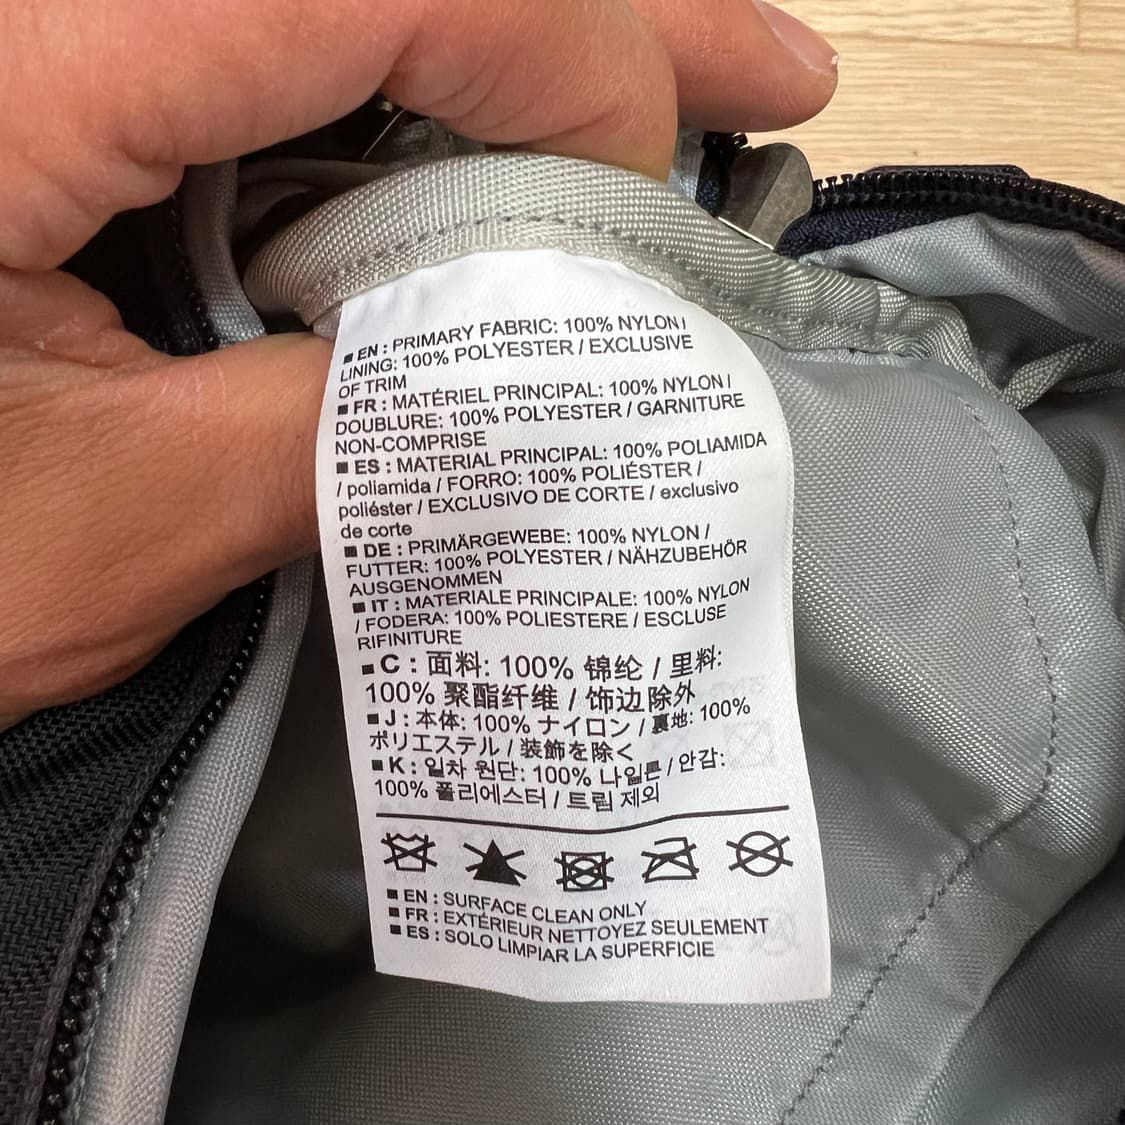 ■ EN : PRIMARY FABRIC: 100% NYLON /
LINING: 100% POLYESTER / EXCLUSIVE
OF TRIM
■ FR : MATÉRIEL PRINCIPAL: 100% NYLON /
DOUBLURE: 100% POLYESTER / GARNITURE
NON-COMPRISE
■ ES : MATERIAL PRINCIPAL: 100% POLIAMIDA
/ poliamida / FORRO: 100% POLIÉSTER /
poliéster / EXCLUSIVO DE CORTE / exclusivo
de corte
■ DE : PRIMÄRGEWEBE: 100% NYLON /
FUTTER: 100% POLYESTER / NÄHZUBEHÖR
AUSGENOMMEN
■ IT : MATERIALE PRINCIPALE: 100% NYLON
/ FODERA: 100% POLIESTERE / ESCLUSE
RIFINITURE
■ C : 面料: 100% 锦纶 / 里料:
100% 聚酯纤维 / 饰边除外
■ J : 本体: 100% ナイロン / 裏地: 100%
ポリエステル / 装飾を除く
■ K : 일차 원단: 100% 나일론 / 안감:
100% 폴리에스터 / 트림 제외
■ EN : SURFACE CLEAN ONLY
■ FR : EXTÉRIEUR NETTOYEZ SEULEMENT
■ ES : SOLO LIMPIAR LA SUPERFICIE